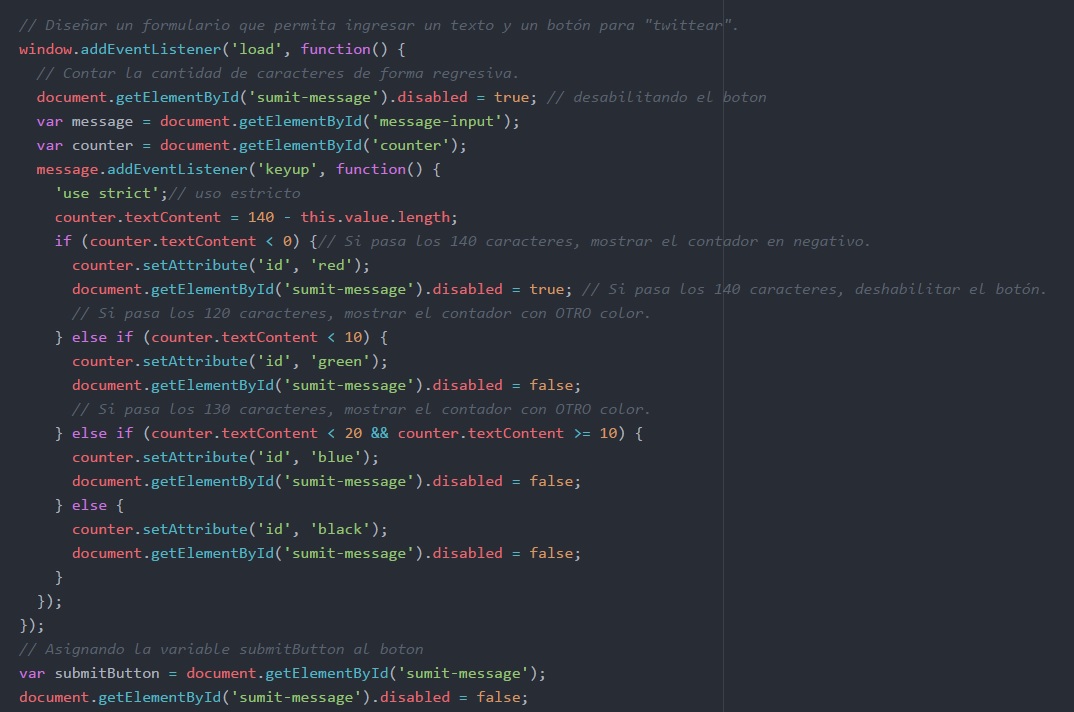 // Diseñar un formulario que permita ingresar un texto y un botón para "twittear".
window.addEventListener('load', function() {
  // Contar la cantidad de caracteres de forma regresiva.
  document.getElementById('sumit-message').disabled = true; // desabilitando el boton
  var message = document.getElementById('message-input');
  var counter = document.getElementById('counter');
  message.addEventListener('keyup', function() {
    'use strict';// uso estricto
    counter.textContent = 140 - this.value.length;
    if (counter.textContent < 0) {// Si pasa los 140 caracteres, mostrar el contador en negativo.
      counter.setAttribute('id', 'red');
      document.getElementById('sumit-message').disabled = true; // Si pasa los 140 caracteres, deshabilitar el botón.
      // Si pasa los 120 caracteres, mostrar el contador con OTRO color.
    } else if (counter.textContent < 10) {
      counter.setAttribute('id', 'green');
      document.getElementById('sumit-message').disabled = false;
      // Si pasa los 130 caracteres, mostrar el contador con OTRO color.
    } else if (counter.textContent < 20 && counter.textContent >= 10) {
      counter.setAttribute('id', 'blue');
      document.getElementById('sumit-message').disabled = false;
    } else {
      counter.setAttribute('id', 'black');
      document.getElementById('sumit-message').disabled = false;
    }
  });
});
// Asignando la variable submitButton al boton
var submitButton = document.getElementById('sumit-message');
document.getElementById('sumit-message').disabled = false;